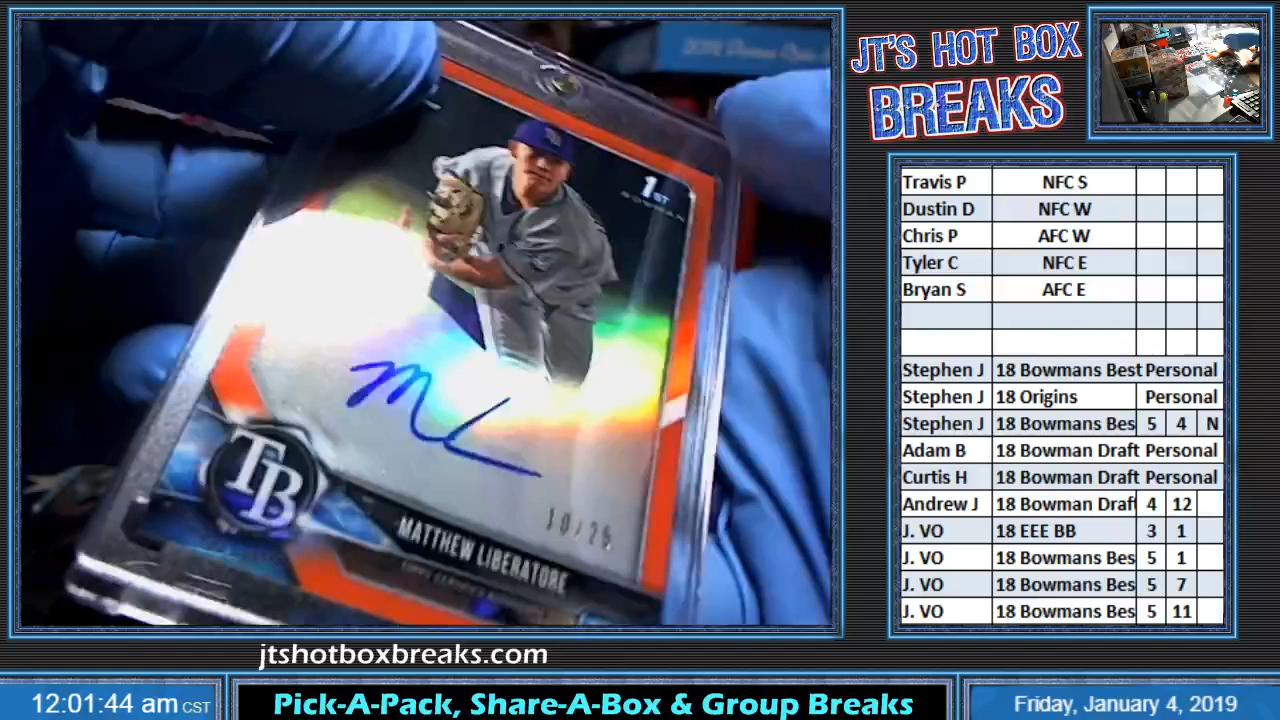 JT'S HOT BOX
BREAKS
1ST
BOWMAN
TB
MATTHEW LIBERATORE
10/25
Travis P NFC S
Dustin D NFC W
Chris P AFC W
Tyler C NFC E
Bryan S AFC E
Stephen J 18 Bowmans Best Personal
Stephen J 18 Origins Personal
Stephen J 18 Bowmans Bes 5 4 N
Adam B 18 Bowman Draft Personal
Curtis H 18 Bowman Draft Personal
Andrew J 18 Bowman Draf 4 12
J. VO 18 EEE BB 3 1
J. VO 18 Bowmans Bes 5 1
J. VO 18 Bowmans Bes 5 7
J. VO 18 Bowmans Bes 5 11
jtshotboxbreaks.com
12:01:44 am CST
Pick-A-Pack, Share-A-Box & Group Breaks
Friday, January 4, 2019